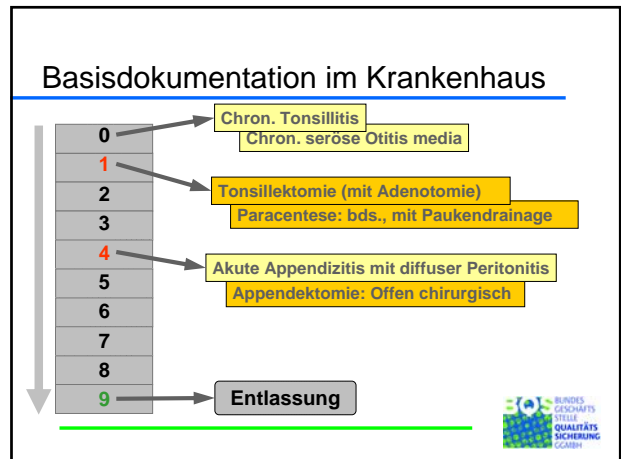 Basisdokumentation im Krankenhaus
0
Chron. Tonsillitis
Chron. seröse Otitis media
1
Tonsillektomie (mit Adenotomie)
Paracentese: bds., mit Paukendrainage
2
3
4
Akute Appendizitis mit diffuser Peritonitis
Appendektomie: Offen chirurgisch
5
6
7
8
9
Entlassung
BUNDES
GESCHÄFTS
STELLE
QUALITÄTS
SICHERUNG
GGMBH